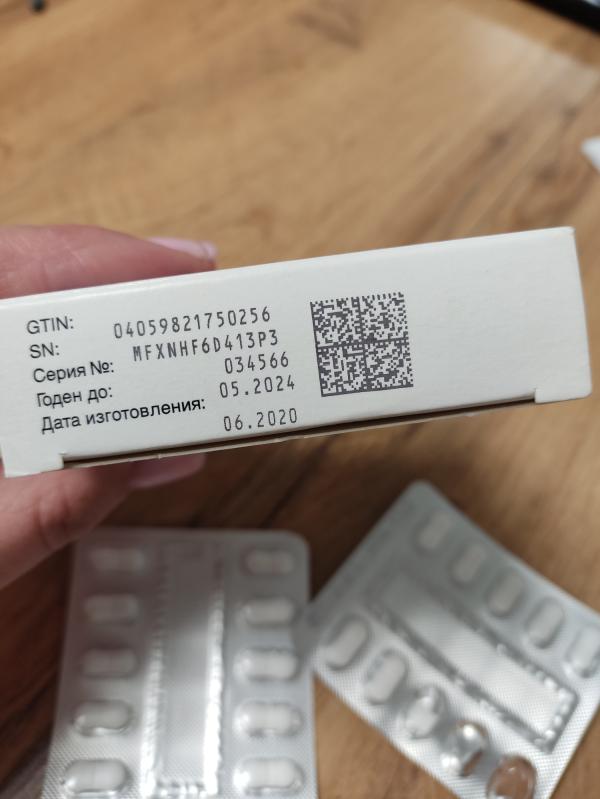 GTIN: 04059821750256
SN: MFXNHF6D413P3
Серия №: 034566
Годен до: 05.2024
Дата изготовления: 06.2020